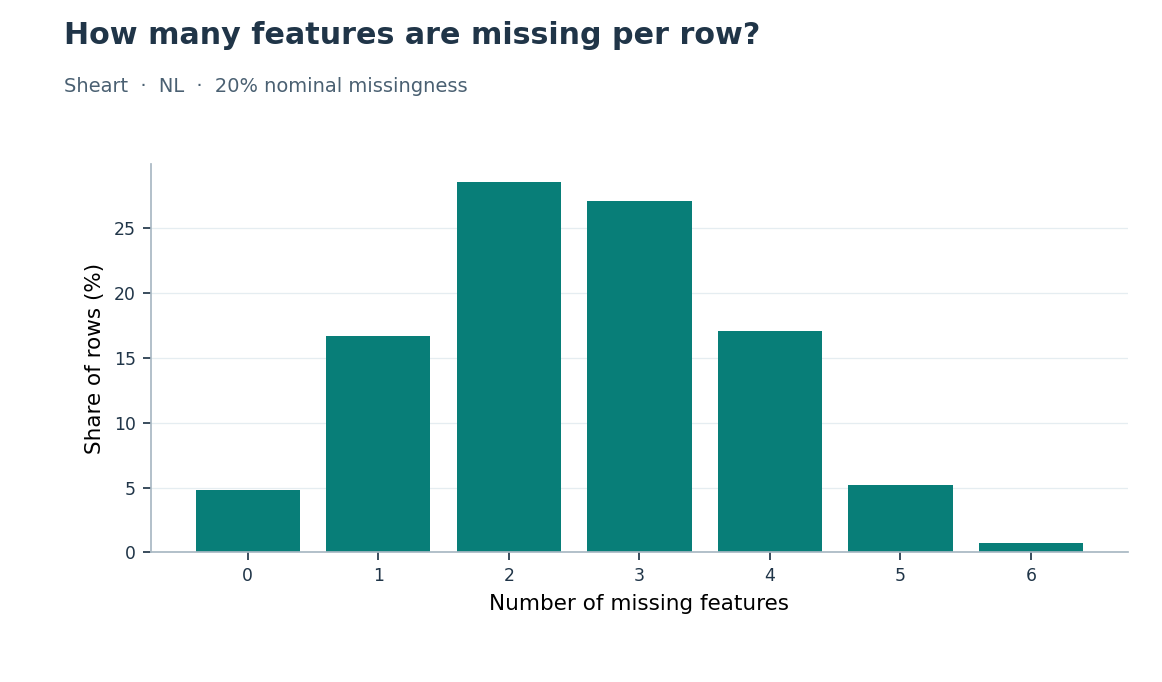 How many features are missing per row?
Sheart · NL · 20% nominal missingness
Share of rows (%)
25
20
15
10
5
0
0 1 2 3 4 5 6
Number of missing features